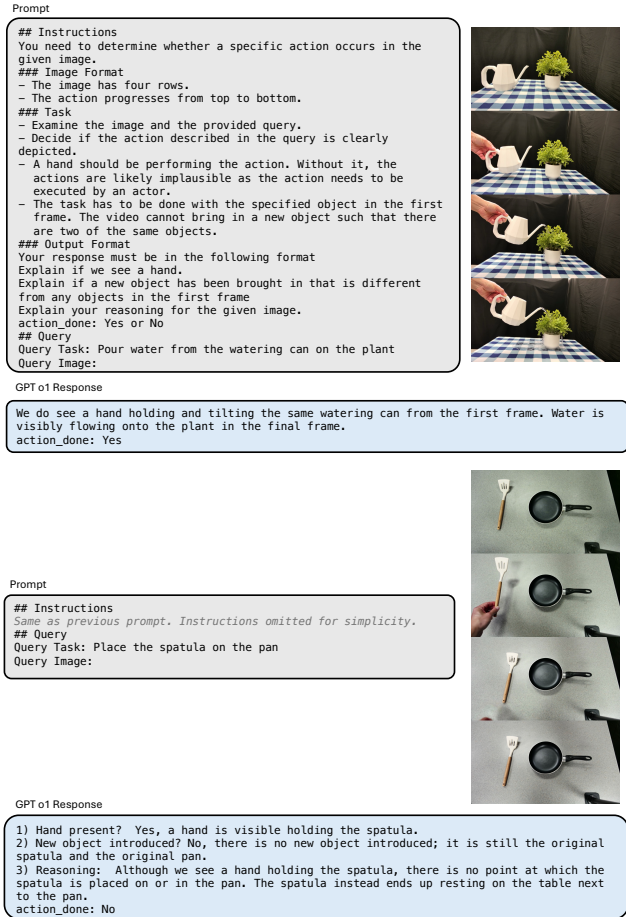 Prompt
## Instructions
You need to determine whether a specific action occurs in the
given image.
### Image Format
– The image has four rows.
– The action progresses from top to bottom.
### Task
– Examine the image and the provided query.
– Decide if the action described in the query is clearly
depicted.
– A hand should be performing the action. Without it, the
actions are likely implausible as the action needs to be
executed by an actor.
– The task has to be done with the specified object in the first
frame. The video cannot bring in a new object such that there
are two of the same objects.
### Output Format
Your response must be in the following format
Explain if we see a hand.
Explain if a new object has been brought in that is different
from any objects in the first frame
Explain your reasoning for the given image.
action_done: Yes or No
## Query
Query Task: Pour water from the watering can on the plant
Query Image:
GPT o1 Response
We do see a hand holding and tilting the same watering can from the first frame. Water is
visibly flowing onto the plant in the final frame.
action_done: Yes
Prompt
## Instructions
Same as previous prompt. Instructions omitted for simplicity.
## Query
Query Task: Place the spatula on the pan
Query Image:
GPT o1 Response
1) Hand present? Yes, a hand is visible holding the spatula.
2) New object introduced? No, there is no new object introduced; it is still the original
spatula and the original pan.
3) Reasoning: Although we see a hand holding the spatula, there is no point at which the
spatula is placed on or in the pan. The spatula instead ends up resting on the table next
to the pan.
action_done: No